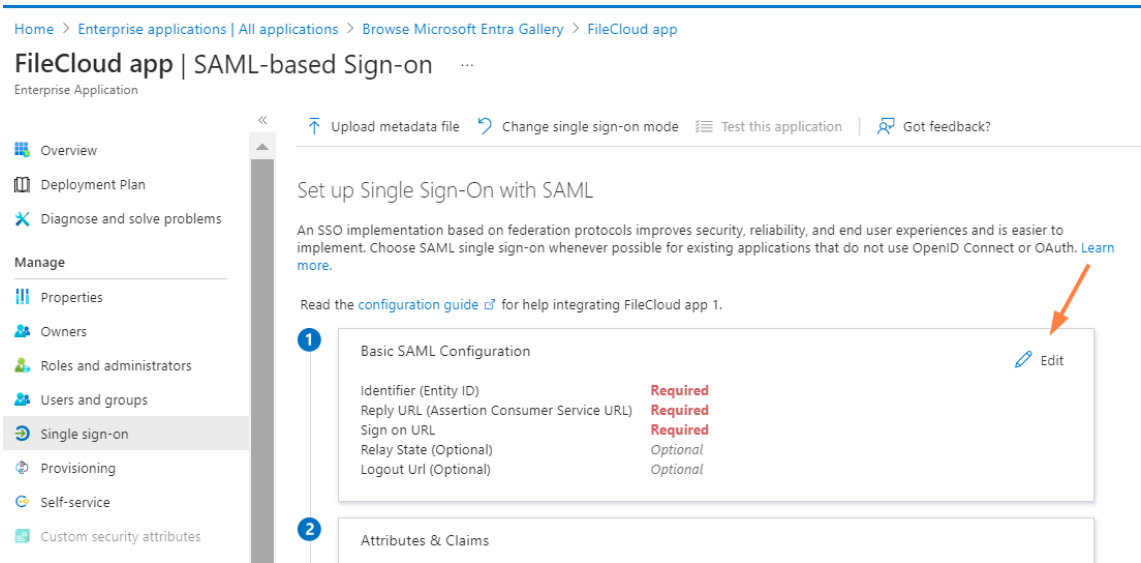 Home > Enterprise applications | All applications > Browse Microsoft Entra Gallery > FileCloud app
FileCloud app | SAML-based Sign-on ...
Enterprise Application
«
Upload metadata file
Change single sign-on mode
Test this application
Got feedback?
Overview
Deployment Plan
Diagnose and solve problems
Manage
Properties
Owners
Roles and administrators
Users and groups
Single sign-on
Provisioning
Self-service
Custom security attributes
Set up Single Sign-On with SAML
An SSO implementation based on federation protocols improves security, reliability, and end user experiences and is easier to
implement. Choose SAML single sign-on whenever possible for existing applications that do not use OpenID Connect or OAuth. Learn
more.
Read the configuration guide for help integrating FileCloud app 1.
1
Basic SAML Configuration
Edit
Identifier (Entity ID) Required
Reply URL (Assertion Consumer Service URL) Required
Sign on URL Required
Relay State (Optional) Optional
Logout Url (Optional) Optional
2
Attributes & Claims